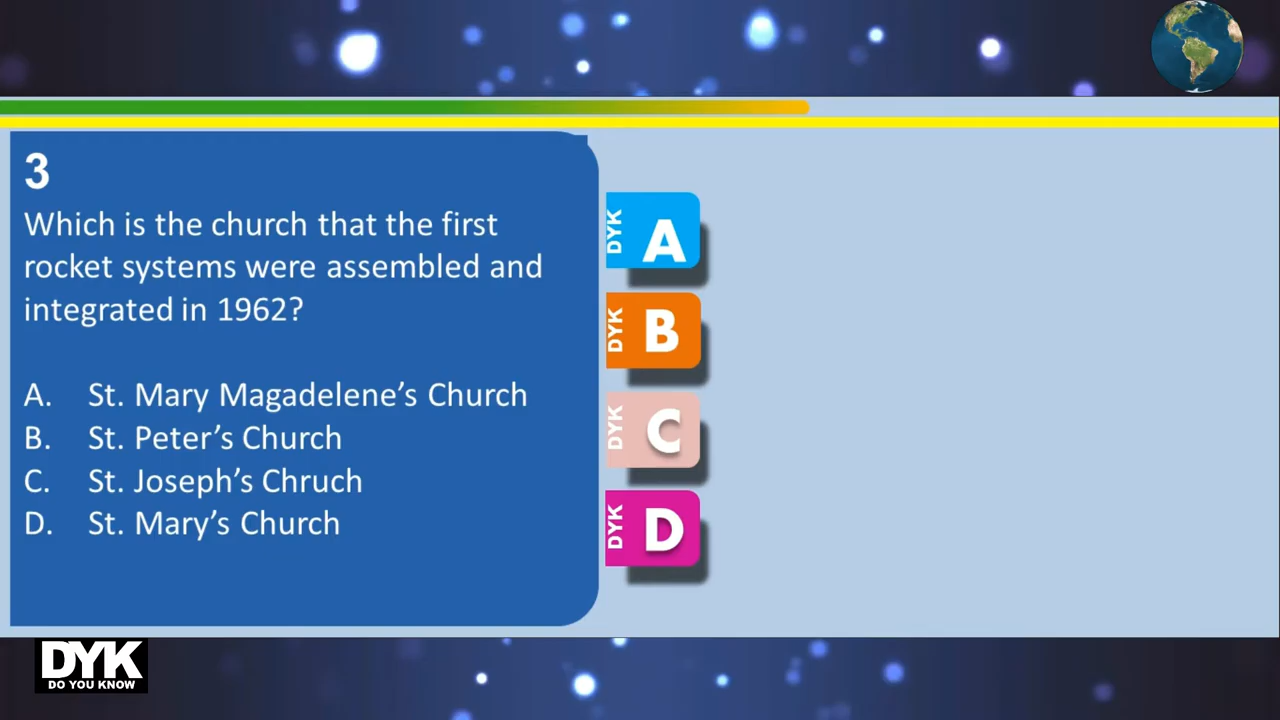 3
Which is the church that the first
rocket systems were assembled and
integrated in 1962?
A. St. Mary Magadelene's Church
B. St. Peter's Church
C. St. Joseph's Chruch
D. St. Mary's Church
DYK A
DYK B
DYK C
DYK D
DYK
DO YOU KNOW